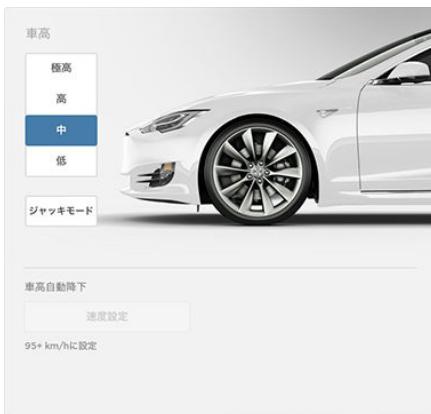 車高
極高
高
中
低
ジャッキモード
車高自動降下
速度設定
95+ km/hに設定